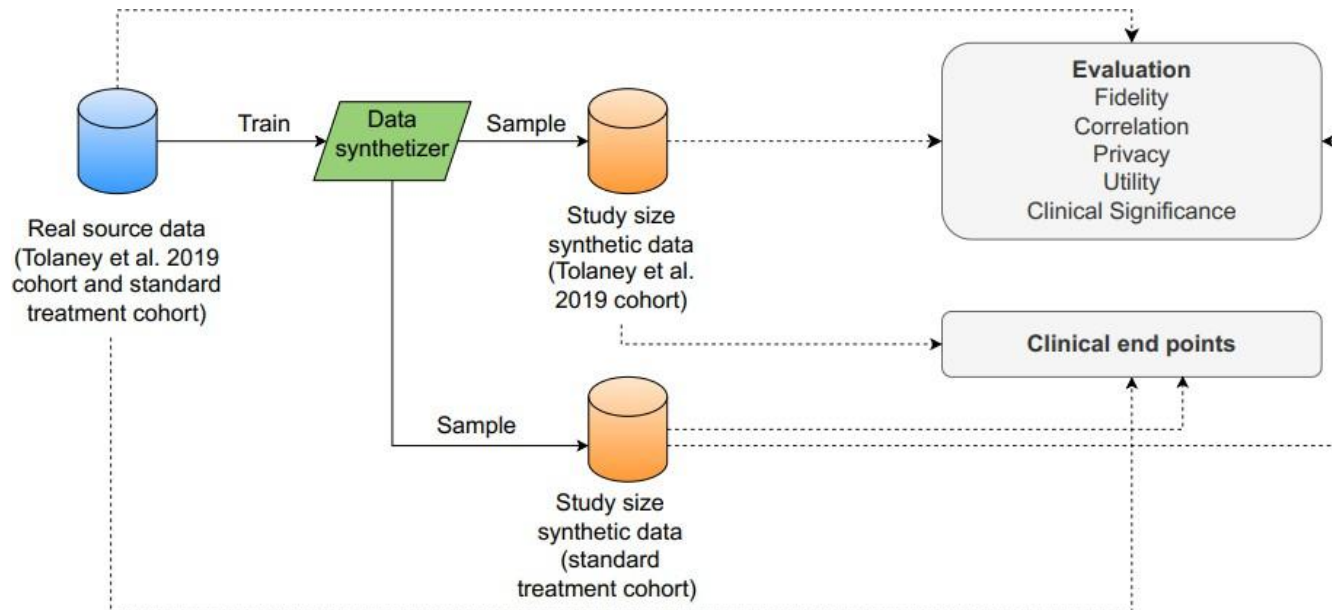 Train
Data
synthetizer
Sample
Real source data
(Tolaney et al. 2019
cohort and standard
treatment cohort)
Study size
synthetic data
(Tolaney et al.
2019 cohort)
Evaluation
Fidelity
Correlation
Privacy
Utility
Clinical Significance
Clinical end points
Sample
Study size
synthetic data
(standard
treatment cohort)